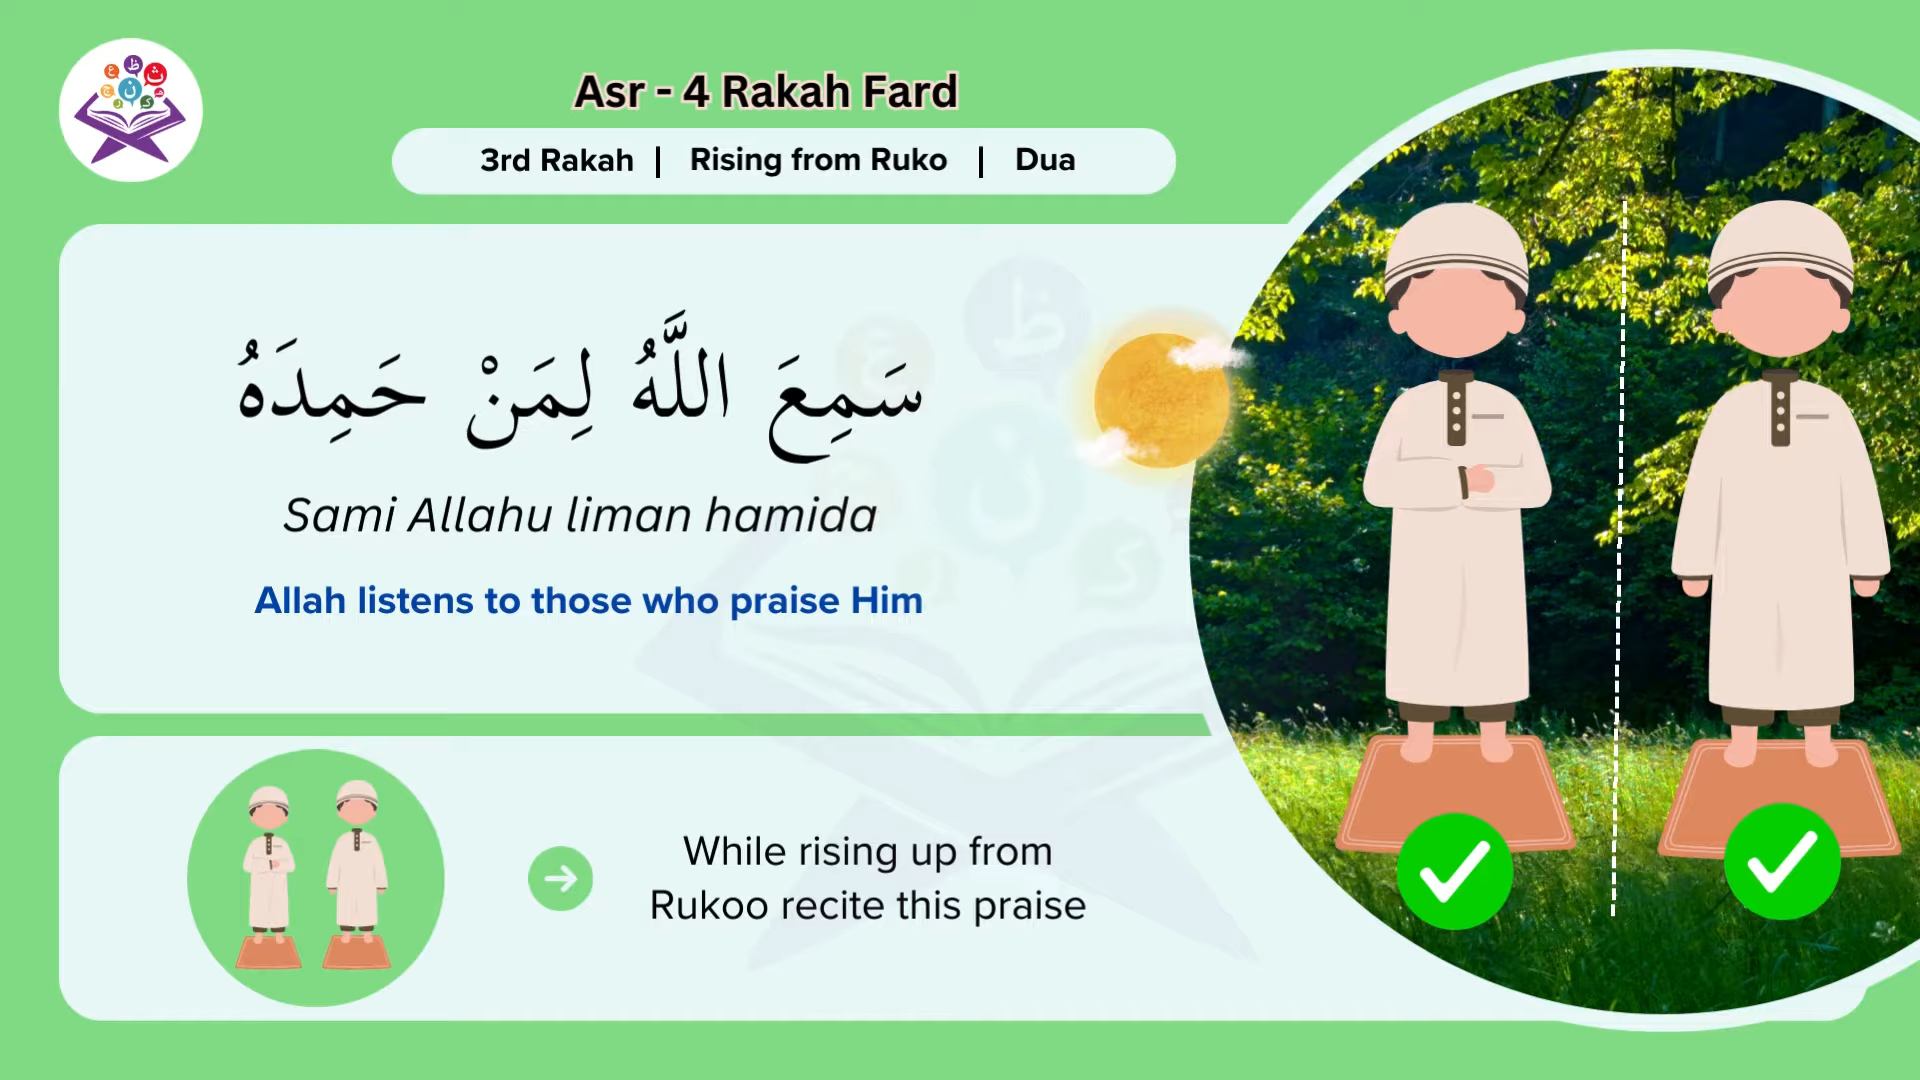 Asr - 4 Rakah Fard
3rd Rakah | Rising from Ruko | Dua
سَمِعَ اللَّهُ لِمَنْ حَمِدَهُ
Sami Allahu liman hamida
Allah listens to those who praise Him
While rising up from
Rukoo recite this praise